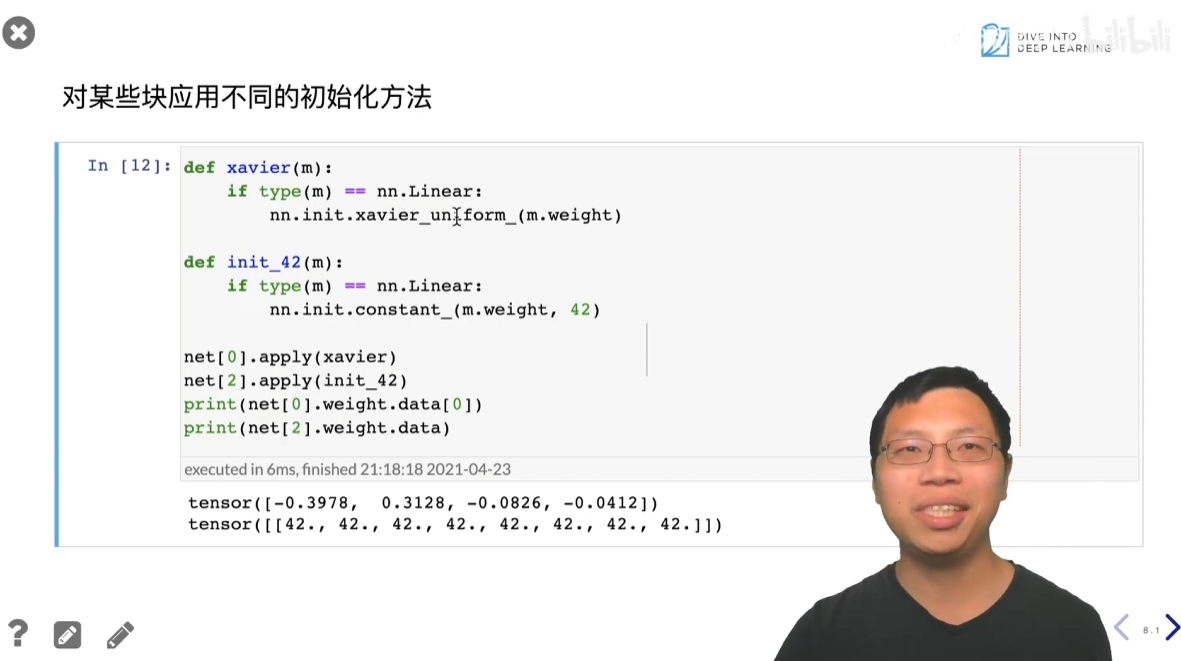 DIVE INTO
DEEP LEARNING
bilibili
对某些块应用不同的初始化方法
In [12]:
def xavier(m):
    if type(m) == nn.Linear:
        nn.init.xavier_uniform_(m.weight)
def init_42(m):
    if type(m) == nn.Linear:
        nn.init.constant_(m.weight, 42)
net[0].apply(xavier)
net[2].apply(init_42)
print(net[0].weight.data[0])
print(net[2].weight.data)
executed in 6ms, finished 21:18:18 2021-04-23
tensor([-0.3978,  0.3128, -0.0826, -0.0412])
tensor([[42., 42., 42., 42., 42., 42., 42., 42.]])
?
8.1